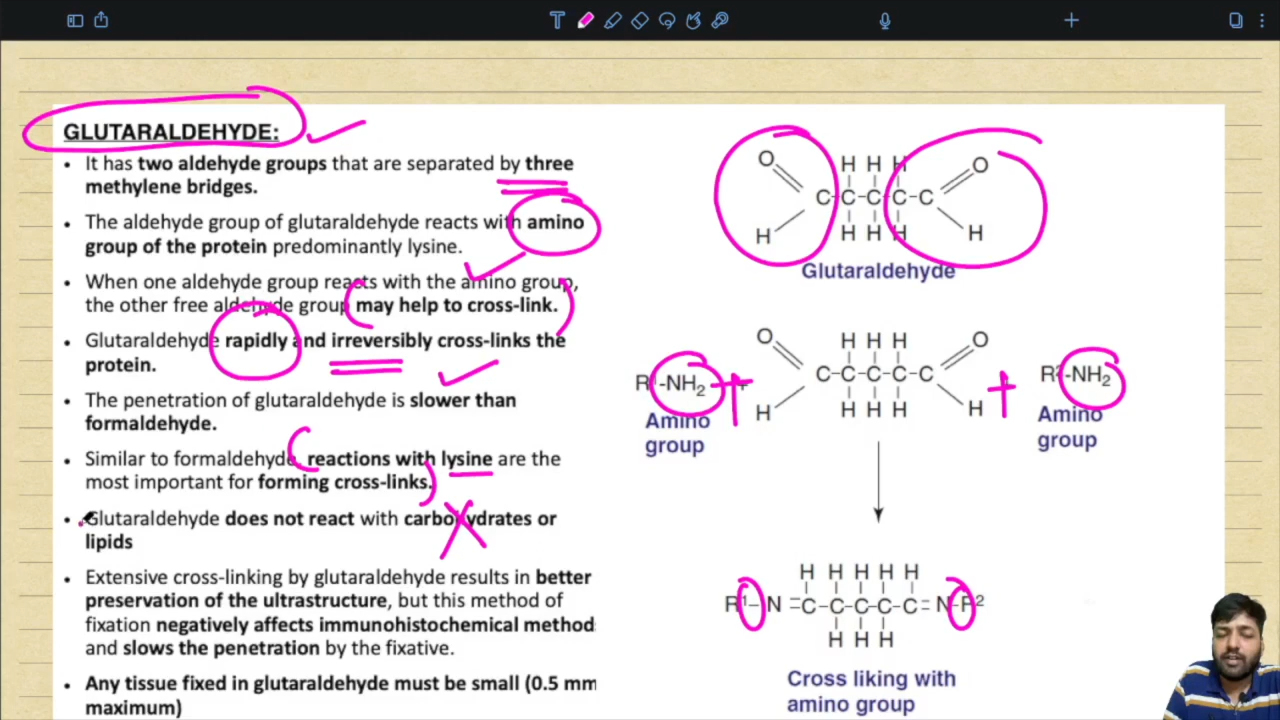 GLUTARALDEHYDE:
• It has two aldehyde groups that are separated by three
methylene bridges.
• The aldehyde group of glutaraldehyde reacts with amino
group of the protein predominantly lysine.
• When one aldehyde group reacts with the amino group,
the other free aldehyde group may help to cross-link.
• Glutaraldehyde rapidly and irreversibly cross-links the
protein.
• The penetration of glutaraldehyde is slower than
formaldehyde.
• Similar to formaldehyde, reactions with lysine are the
most important for forming cross-links.
• Glutaraldehyde does not react with carbohydrates or
lipids
• Extensive cross-linking by glutaraldehyde results in better
preservation of the ultrastructure, but this method of
fixation negatively affects immunohistochemical method
and slows the penetration by the fixative.
• Any tissue fixed in glutaraldehyde must be small (0.5 mm
maximum)
O H H H O
C-C-C-C-C
H H H H H
Glutaraldehyde
O H H H O
R¹-NH₂ + C-C-C-C-C + R²-NH₂
H H H H H
Amino
group
Amino
group
H H H H H
R¹-N=C-C-C-C-C=N-R²
H H H
Cross liking with
amino group